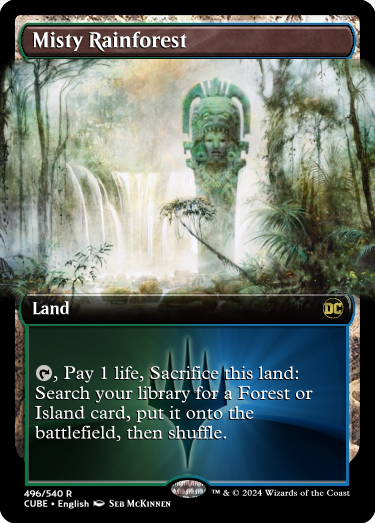 Misty Rainforest
Land
DC
, Pay 1 life, Sacrifice this land:
Search your library for a Forest or
Island card, put it onto the
battlefield, then shuffle.
496/540 R
CUBE • English Seb McKinnen
™ & © 2024 Wizards of the Coast